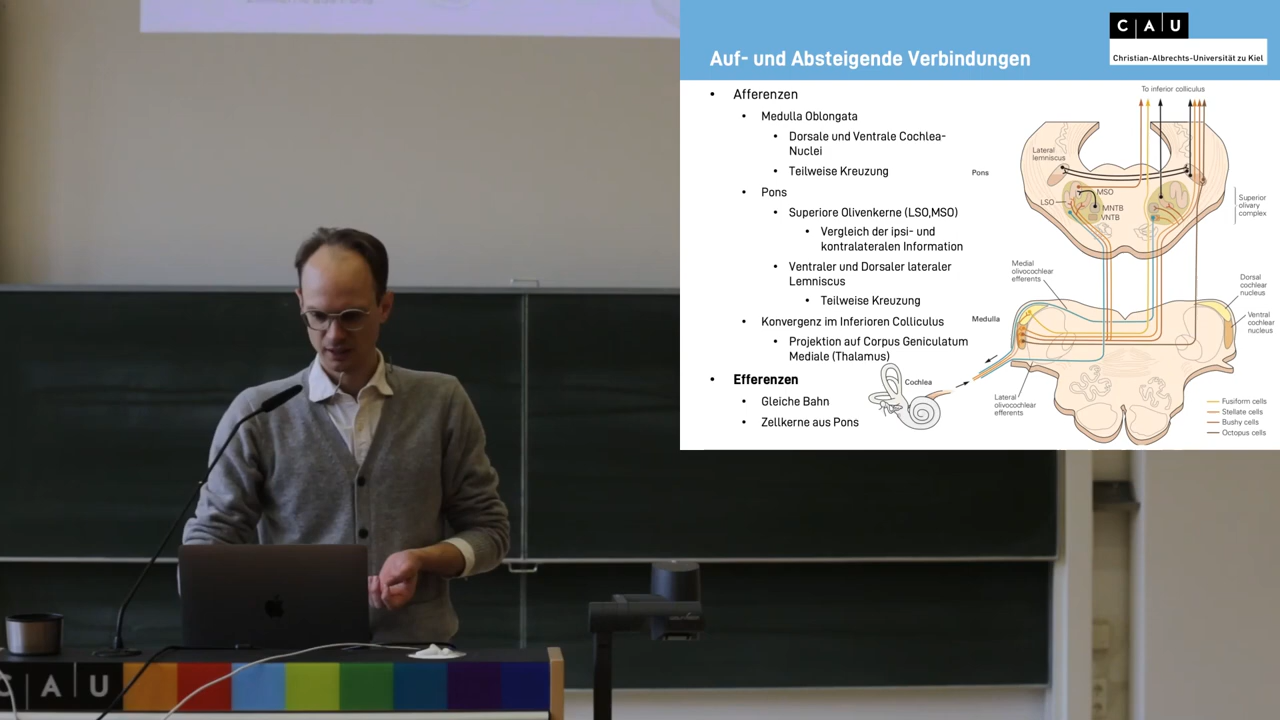 Auf- und Absteigende Verbindungen
C A U
Christian-Albrechts-Universität zu Kiel
• Afferenzen
• Medulla Oblongata
• Dorsale und Ventrale Cochlea-
Nuclei
• Teilweise Kreuzung
• Pons
• Superiore Olivenkerne (LSO,MSO)
• Vergleich der ipsi- und
kontralateralen Information
• Ventraler und Dorsaler lateraler
Lemniscus
• Teilweise Kreuzung
• Konvergenz im Inferioren Colliculus
• Projektion auf Corpus Geniculatum
Mediale (Thalamus)
• Efferenzen
• Gleiche Bahn
• Zellkerne aus Pons
To inferior colliculus
Lateral
lemniscus
Pons
MSO
LSO
MNTB
VNTB
Superior
olivary
complex
Medial
olivocochlear
efferents
Dorsal
cochlear
nucleus
Medulla
Ventral
cochlear
nucleus
Cochlea
Lateral
olivocochlear
efferents
Fusiform cells
Stellate cells
Bushy cells
Octopus cells
C A U